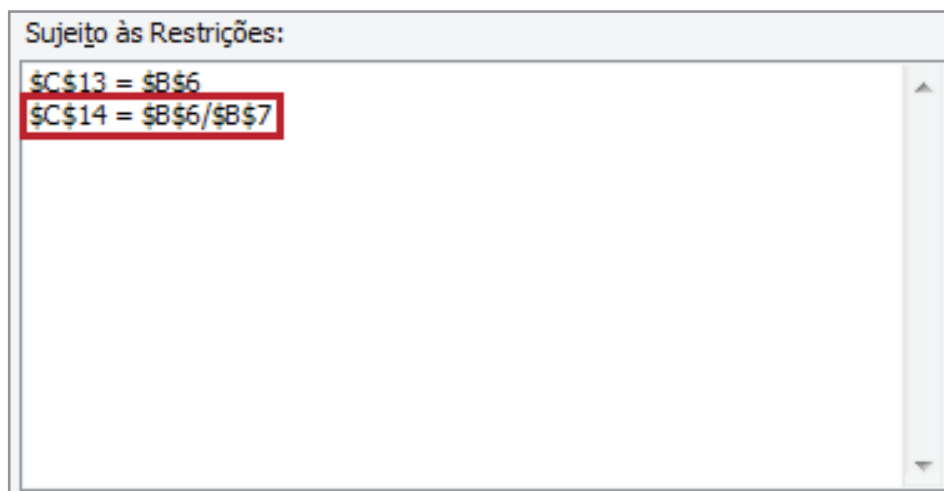 Sujeito às Restrições:
$C$13 = $B$6
$C$14 = $B$6/$B$7